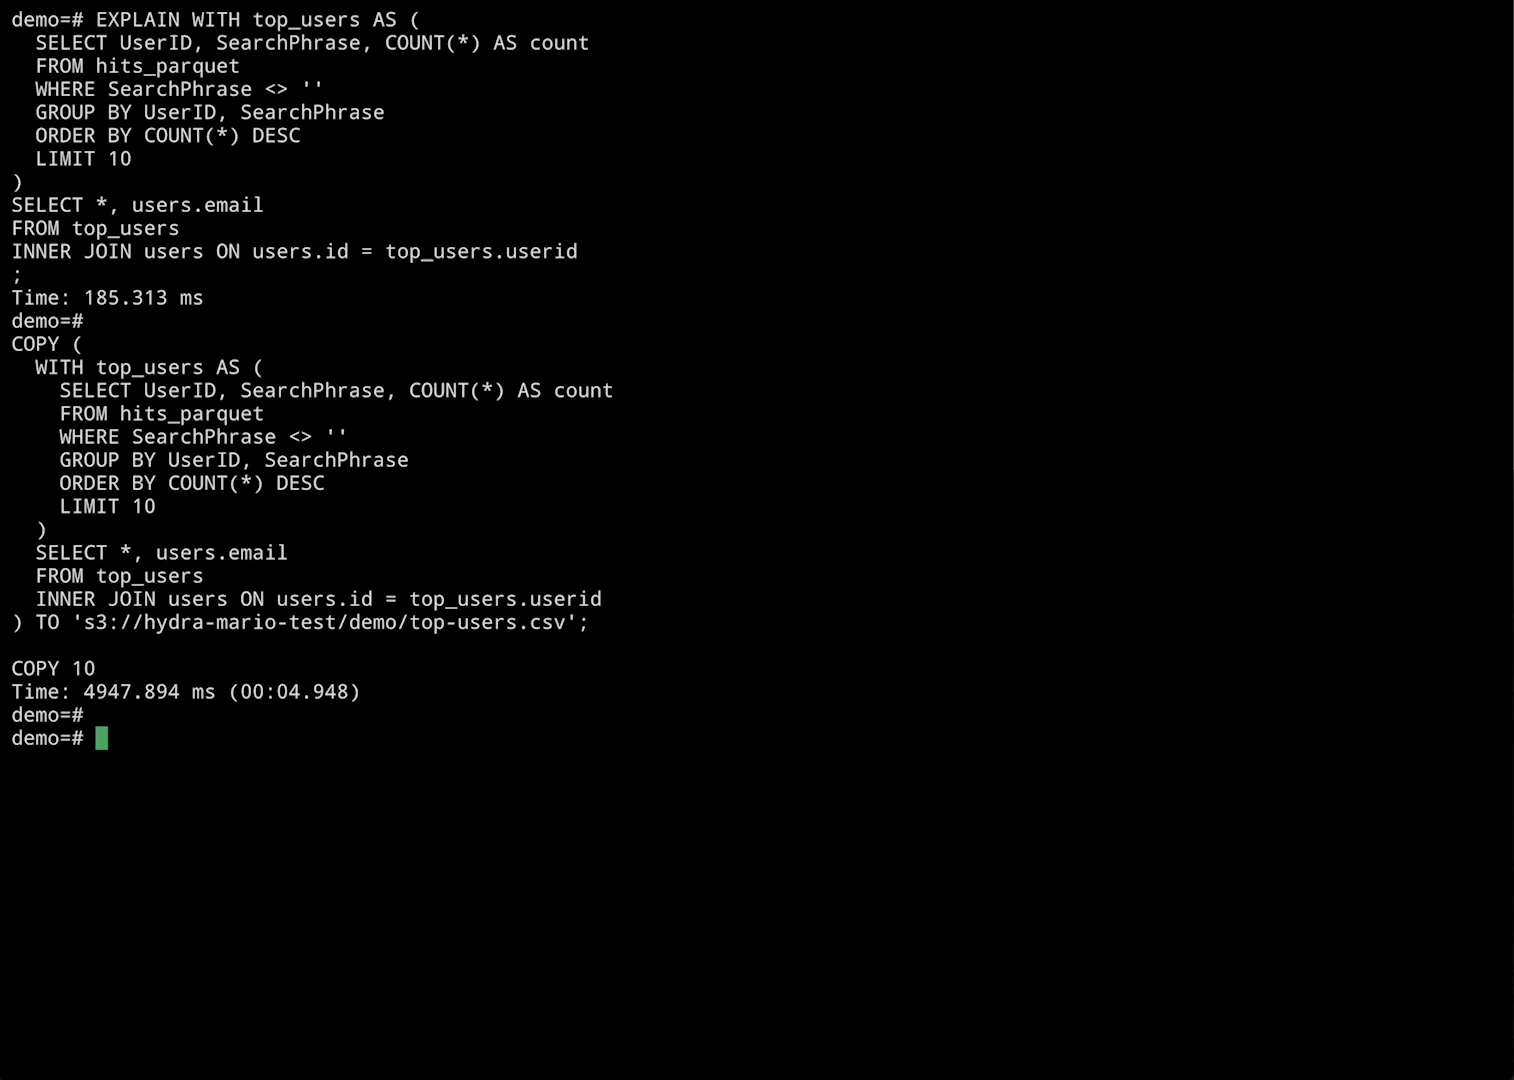 demo=# EXPLAIN WITH top_users AS (
  SELECT UserID, SearchPhrase, COUNT(*) AS count
  FROM hits_parquet
  WHERE SearchPhrase <> ''
  GROUP BY UserID, SearchPhrase
  ORDER BY COUNT(*) DESC
  LIMIT 10
)
SELECT *, users.email
FROM top_users
INNER JOIN users ON users.id = top_users.userid
;
Time: 185.313 ms
demo=#
COPY (
  WITH top_users AS (
    SELECT UserID, SearchPhrase, COUNT(*) AS count
    FROM hits_parquet
    WHERE SearchPhrase <> ''
    GROUP BY UserID, SearchPhrase
    ORDER BY COUNT(*) DESC
    LIMIT 10
  )
  SELECT *, users.email
  FROM top_users
  INNER JOIN users ON users.id = top_users.userid
) TO 's3://hydra-mario-test/demo/top-users.csv';

COPY 10
Time: 4947.894 ms (00:04.948)
demo=#
demo=#